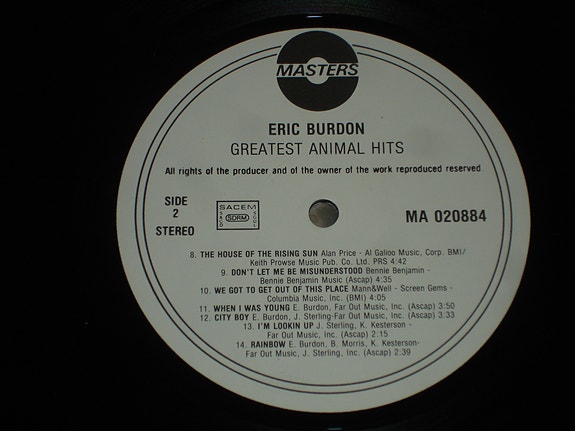 MASTERS
ERIC BURDON
GREATEST ANIMAL HITS
All rights of the producer and of the owner of the work reproduced reserved
SIDE
2
STEREO
SACEM
SDRM
MA 020884
8. THE HOUSE OF THE RISING SUN Alan Price - Al Galioo Music, Corp. BMI/
Keith Prowse Music Pub. Co. Ltd. PRS 4:42
9. DON'T LET ME BE MISUNDERSTOOD Bennie Benjamin -
Bennie Benjamin Music (Ascap) 4:35
10. WE GOT TO GET OUT OF THIS PLACE Mann&Well - Screen Gems -
Columbia Music, Inc. (BMI) 4:05
11. WHEN I WAS YOUNG E. Burdon, Far Out Music, Inc. (Ascap) 3:50
12. CITY BOY E. Burdon, J. Sterling-Far Out Music, Inc. (Ascap) 3:33
13. I'M LOOKIN UP J. Sterling, K. Kesterson -
Far Out Music, Inc. (Ascap) 2:15
14. RAINBOW E. Burdon, B. Morris, K. Kesterson-
Far Out Music, J. Sterling, Inc. (Ascap) 2:39